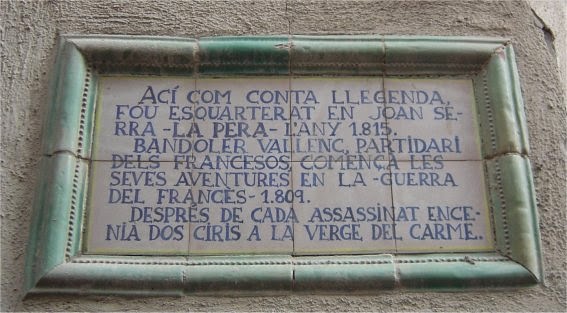 ACÍ COM CONTA LLEGENDA,
FOU ESQUARTERAT EN JOAN SE-
RRA -LA PERA- L'ANY 1.815.
BANDOLER VALLENC, PARTIDARI
DELS FRANCESOS, COMENÇA LES
SEVES AVENTURES EN LA -GUERRA
DEL FRANCÈS- 1.809.
DESPRÉS DE CADA ASSASSINAT ENCE-
NIÀ DOS CIRIS A LA VERGE DEL CARME.